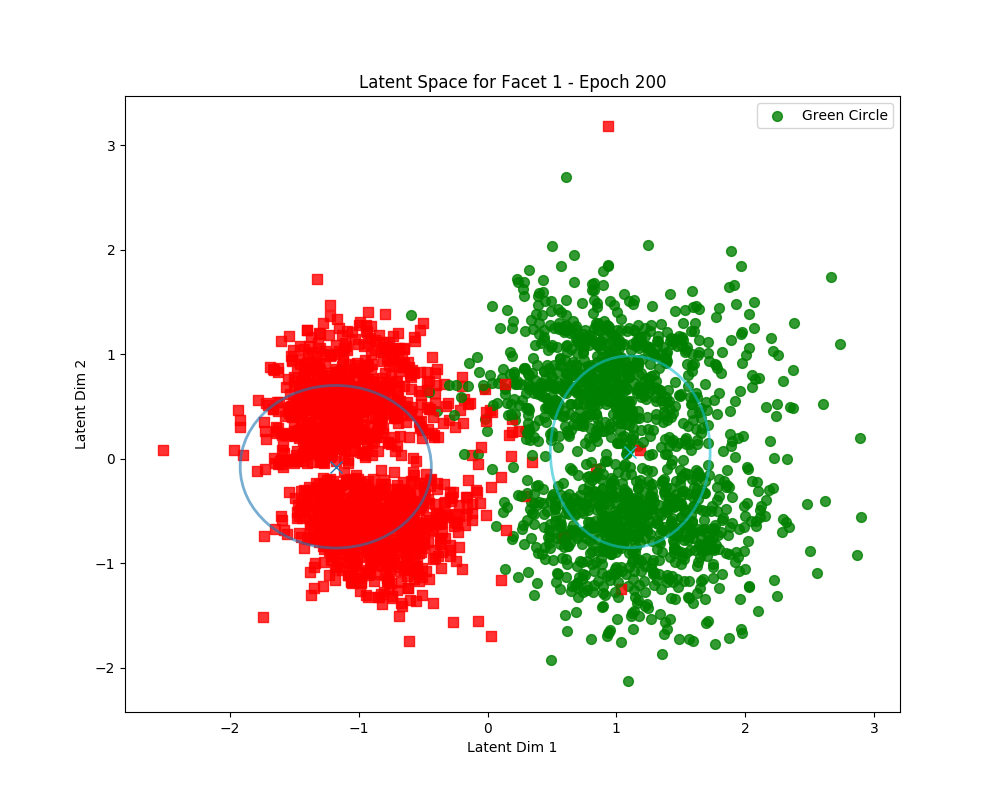 Latent Space for Facet 1 - Epoch 200
Green Circle
3
2
1
0
−1
−2
Latent Dim 2
−2 −1 0 1 2 3
Latent Dim 1